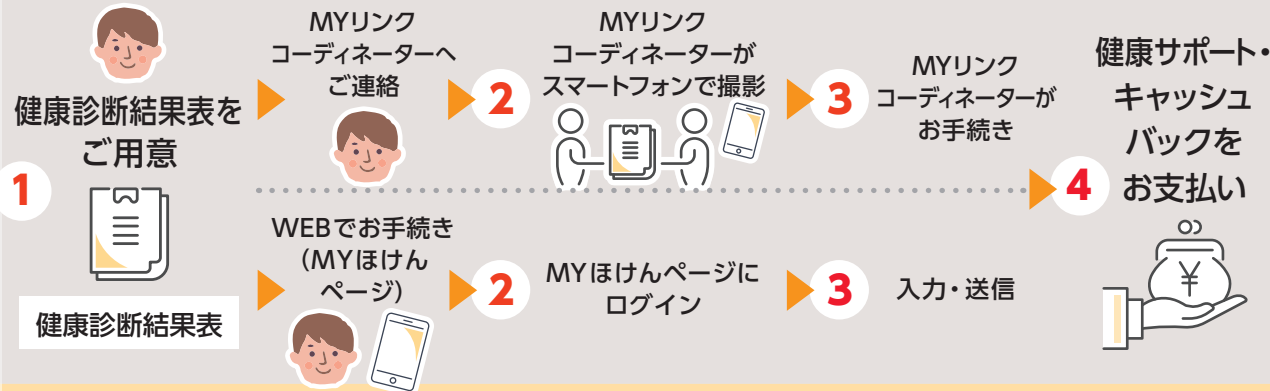 1
健康診断結果表を
ご用意
健康診断結果表
MYリンク
コーディネーターへ
ご連絡
2
MYリンク
コーディネーターが
スマートフォンで撮影
3
MYリンク
コーディネーターが
お手続き
WEBでお手続き
(MYほけん
ページ)
2
MYほけんページに
ログイン
3
入力・送信
4
健康サポート・
キャッシュ
バックを
お支払い
¥